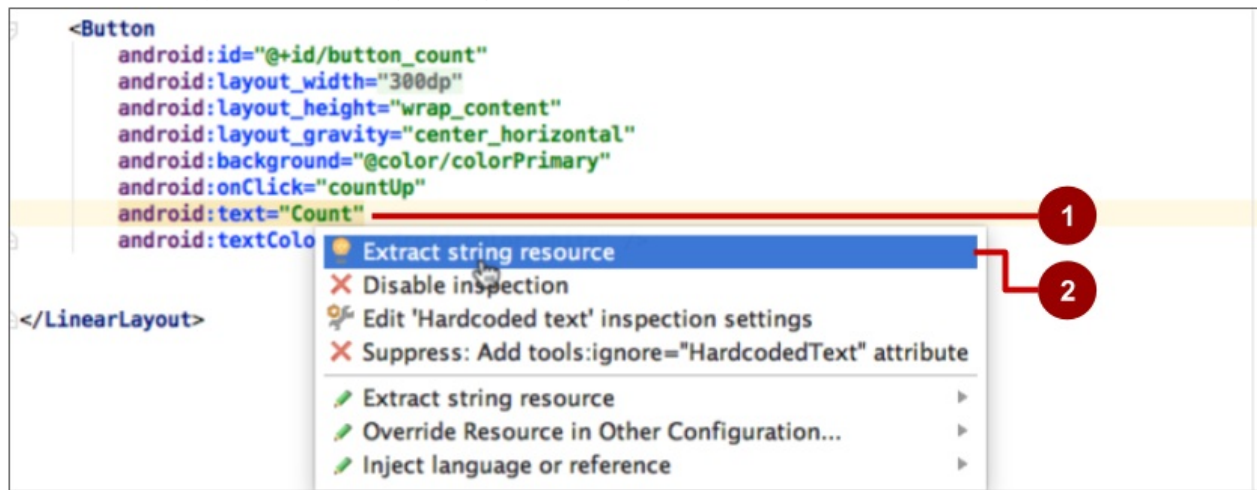 <Button
android:id="@+id/button_count"
android:layout_width="300dp"
android:layout_height="wrap_content"
android:layout_gravity="center_horizontal"
android:background="@color/colorPrimary"
android:onClick="countUp"
android:text="Count"
1
android:textColo
Extract string resource
2
Disable inspection
Edit 'Hardcoded text' inspection settings
</LinearLayout>
Suppress: Add tools:ignore="HardcodedText" attribute
Extract string resource
Override Resource in Other Configuration...
Inject language or reference